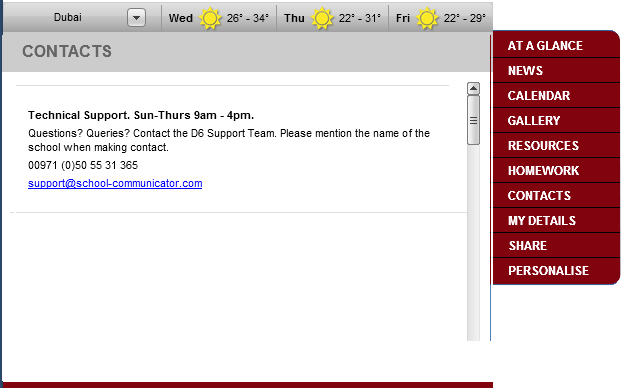 Dubai Wed 26° - 34° Thu 22° - 31° Fri 22° - 29°
CONTACTS
Technical Support. Sun-Thurs 9am - 4pm.
Questions? Queries? Contact the D6 Support Team. Please mention the name of the
school when making contact.
00971 (0)50 55 31 365
support@school-communicator.com
AT A GLANCE
NEWS
CALENDAR
GALLERY
RESOURCES
HOMEWORK
CONTACTS
MY DETAILS
SHARE
PERSONALISE